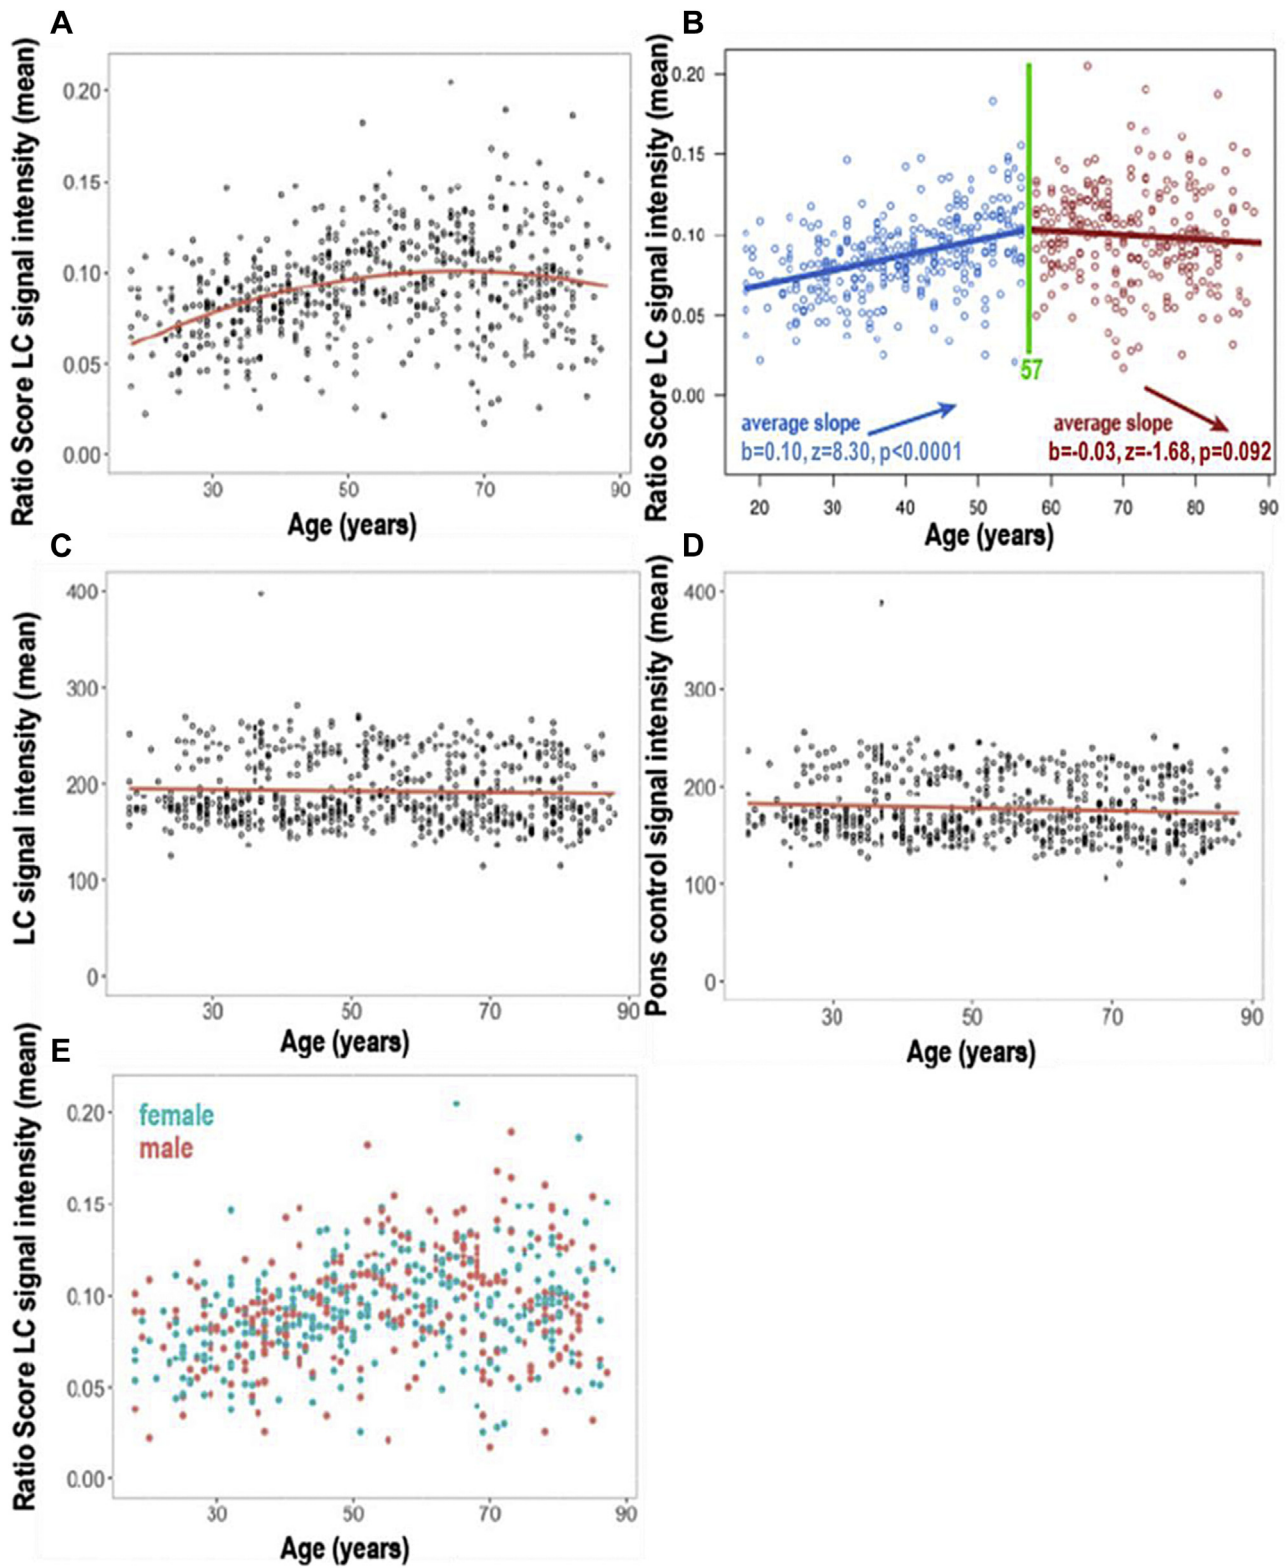 A
Ratio Score LC signal intensity (mean)
0.20
0.15
0.10
0.05
0.00
30 50 70 90
Age (years)
B
Ratio Score LC signal intensity (mean)
0.20
0.15
0.10
0.05
0.00
57
average slope
b=0.10, z=8.30, p<0.0001
average slope
b=-0.03, z=-1.68, p=0.092
20 30 40 50 60 70 80 90
Age (years)
C
LC signal intensity (mean)
400
300
200
100
0
30 50 70 90
Age (years)
D
Pons control signal intensity (mean)
400
300
200
100
0
30 50 70 90
Age (years)
E
Ratio Score LC signal intensity (mean)
female
male
0.20
0.15
0.10
0.05
0.00
30 50 70 90
Age (years)